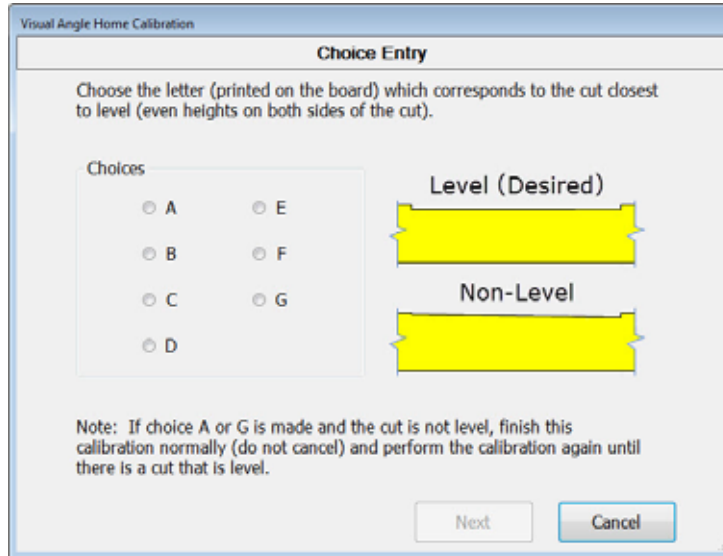 Visual Angle Home Calibration
Choice Entry
Choose the letter (printed on the board) which corresponds to the cut closest
to level (even heights on both sides of the cut).
Choices
A
E
B
F
C
G
D
Level (Desired)
Non-Level
Note: If choice A or G is made and the cut is not level, finish this
calibration normally (do not cancel) and perform the calibration again until
there is a cut that is level.
Next
Cancel